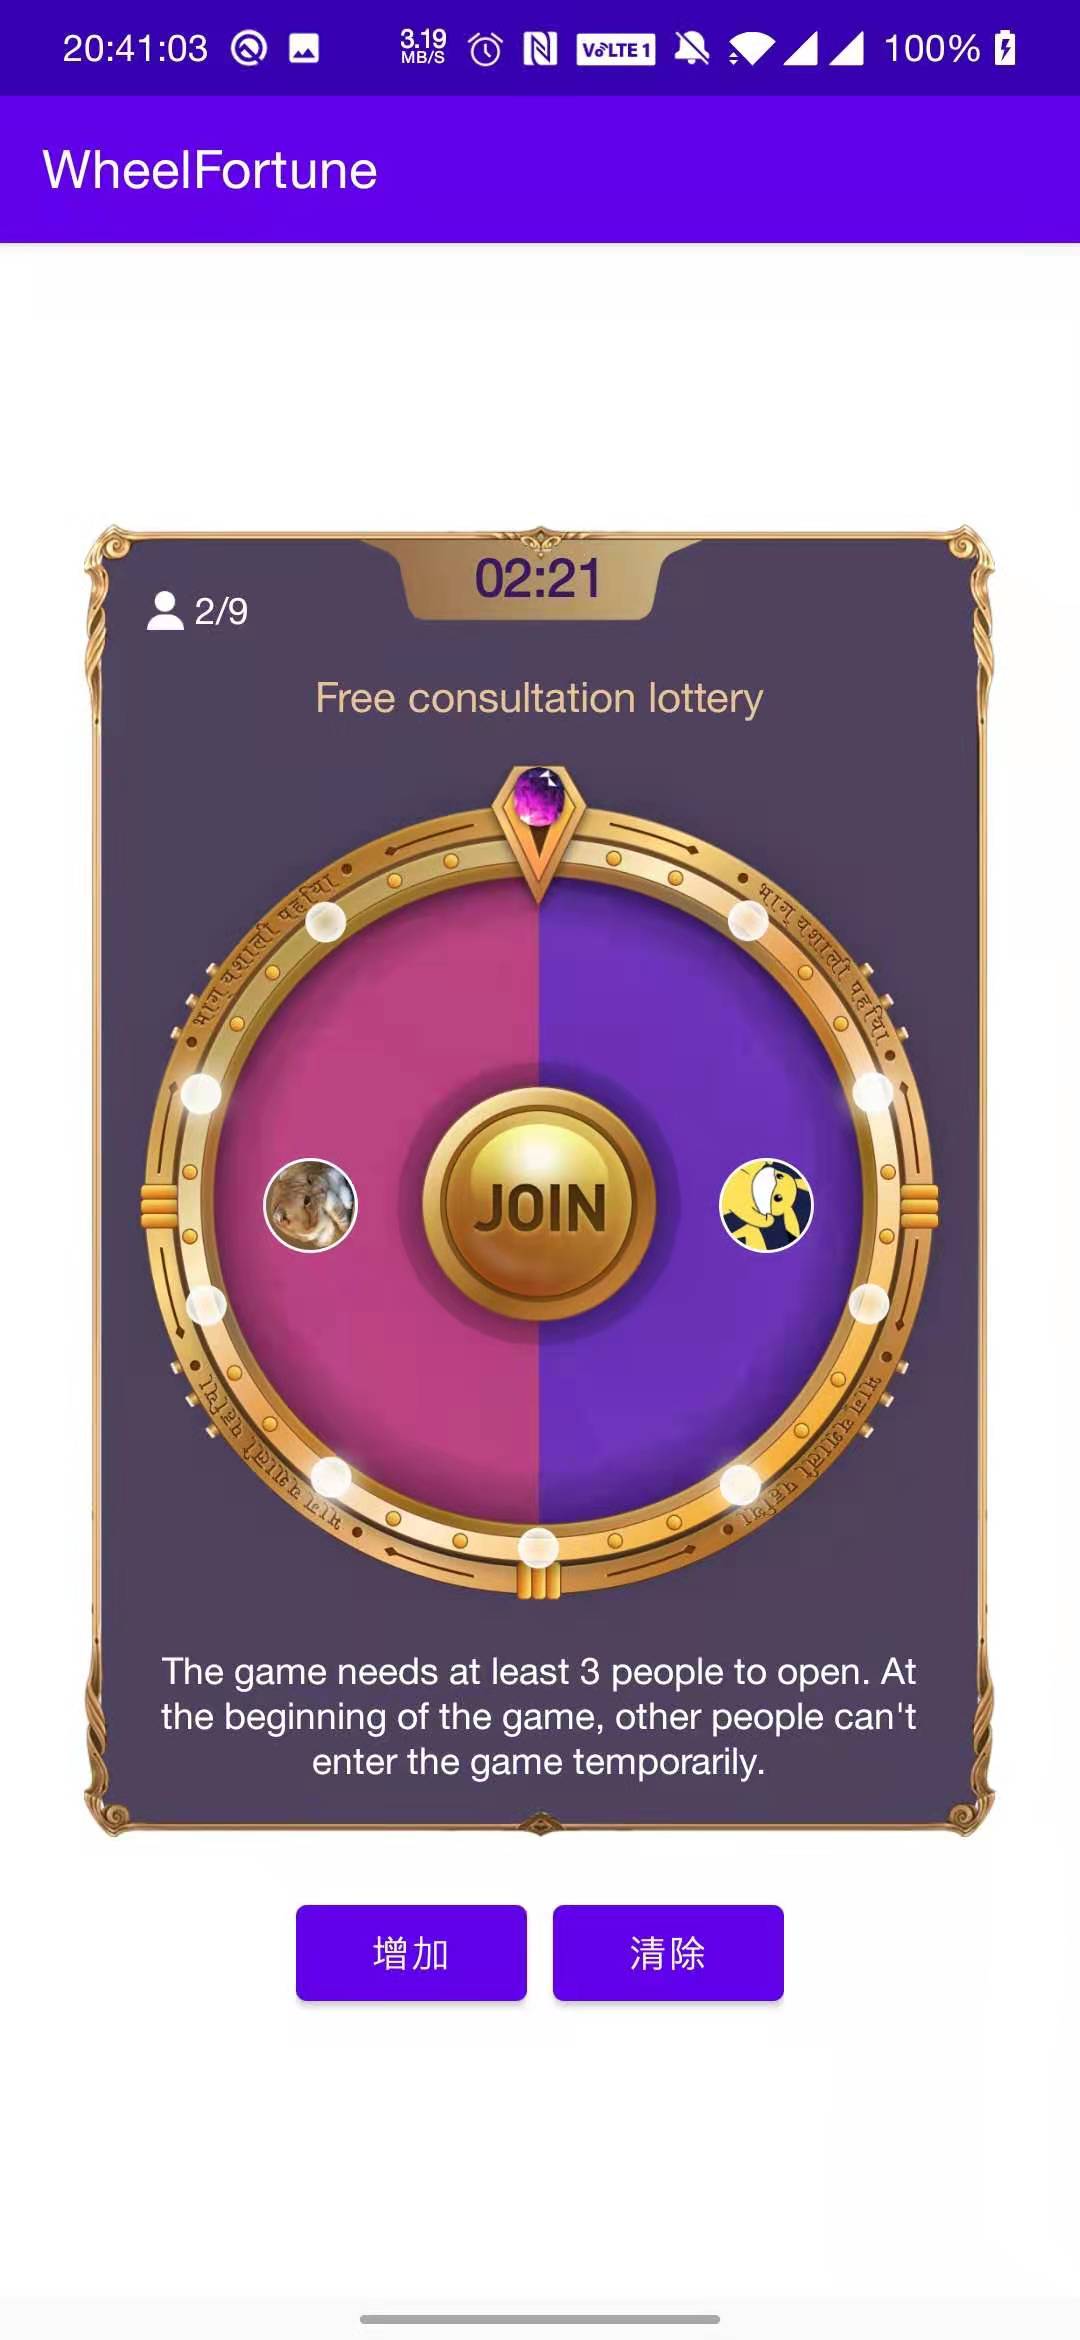 20:41:03 3.19 MB/S VoLTE 1 100%
WheelFortune
02:21
2/9
Free consultation lottery
भाग् यशाली पहिया
भाग् यशाली पहिया
JOIN
भाग् यशाली पहिया
भाग् यशाली पहिया
The game needs at least 3 people to open. At
the beginning of the game, other people can't
enter the game temporarily.
增加 清除